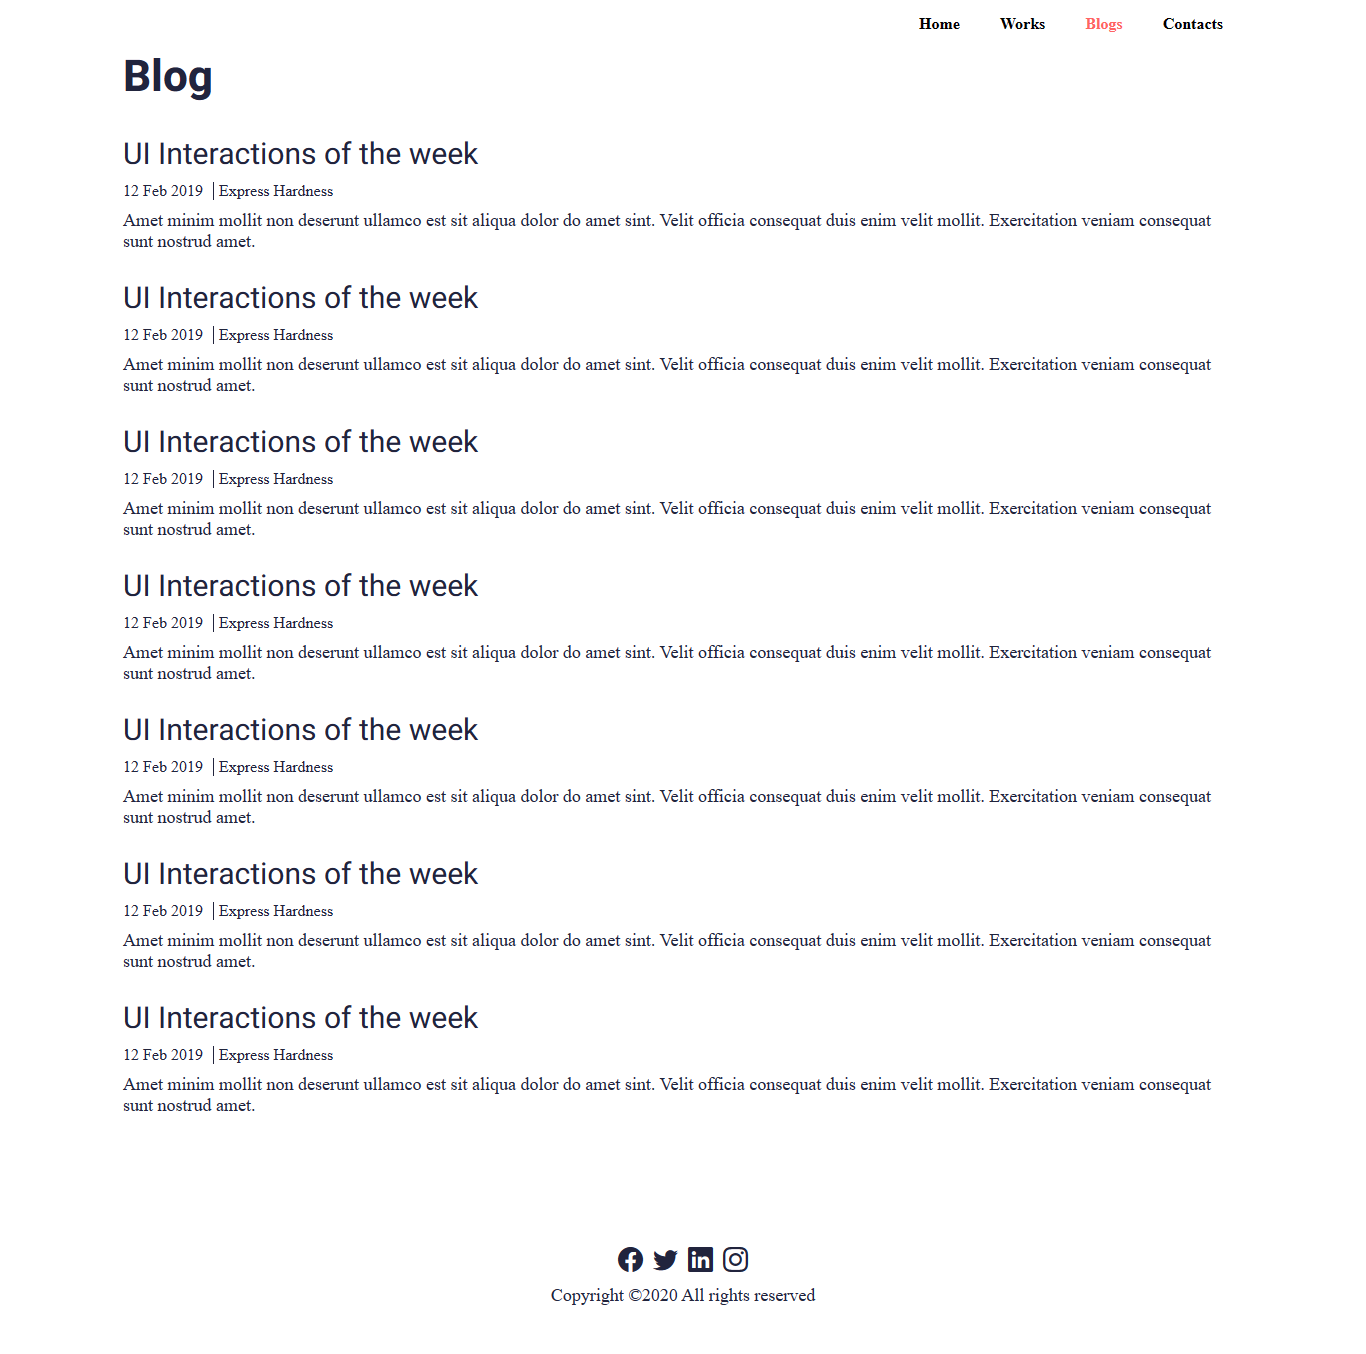 Home Works Blogs Contacts
Blog
UI Interactions of the week
12 Feb 2019 | Express Hardness
Amet minim mollit non deserunt ullamco est sit aliqua dolor do amet sint. Velit officia consequat duis enim velit mollit. Exercitation veniam consequat
sunt nostrud amet.
UI Interactions of the week
12 Feb 2019 | Express Hardness
Amet minim mollit non deserunt ullamco est sit aliqua dolor do amet sint. Velit officia consequat duis enim velit mollit. Exercitation veniam consequat
sunt nostrud amet.
UI Interactions of the week
12 Feb 2019 | Express Hardness
Amet minim mollit non deserunt ullamco est sit aliqua dolor do amet sint. Velit officia consequat duis enim velit mollit. Exercitation veniam consequat
sunt nostrud amet.
UI Interactions of the week
12 Feb 2019 | Express Hardness
Amet minim mollit non deserunt ullamco est sit aliqua dolor do amet sint. Velit officia consequat duis enim velit mollit. Exercitation veniam consequat
sunt nostrud amet.
UI Interactions of the week
12 Feb 2019 | Express Hardness
Amet minim mollit non deserunt ullamco est sit aliqua dolor do amet sint. Velit officia consequat duis enim velit mollit. Exercitation veniam consequat
sunt nostrud amet.
UI Interactions of the week
12 Feb 2019 | Express Hardness
Amet minim mollit non deserunt ullamco est sit aliqua dolor do amet sint. Velit officia consequat duis enim velit mollit. Exercitation veniam consequat
sunt nostrud amet.
UI Interactions of the week
12 Feb 2019 | Express Hardness
Amet minim mollit non deserunt ullamco est sit aliqua dolor do amet sint. Velit officia consequat duis enim velit mollit. Exercitation veniam consequat
sunt nostrud amet.
Copyright ©2020 All rights reserved